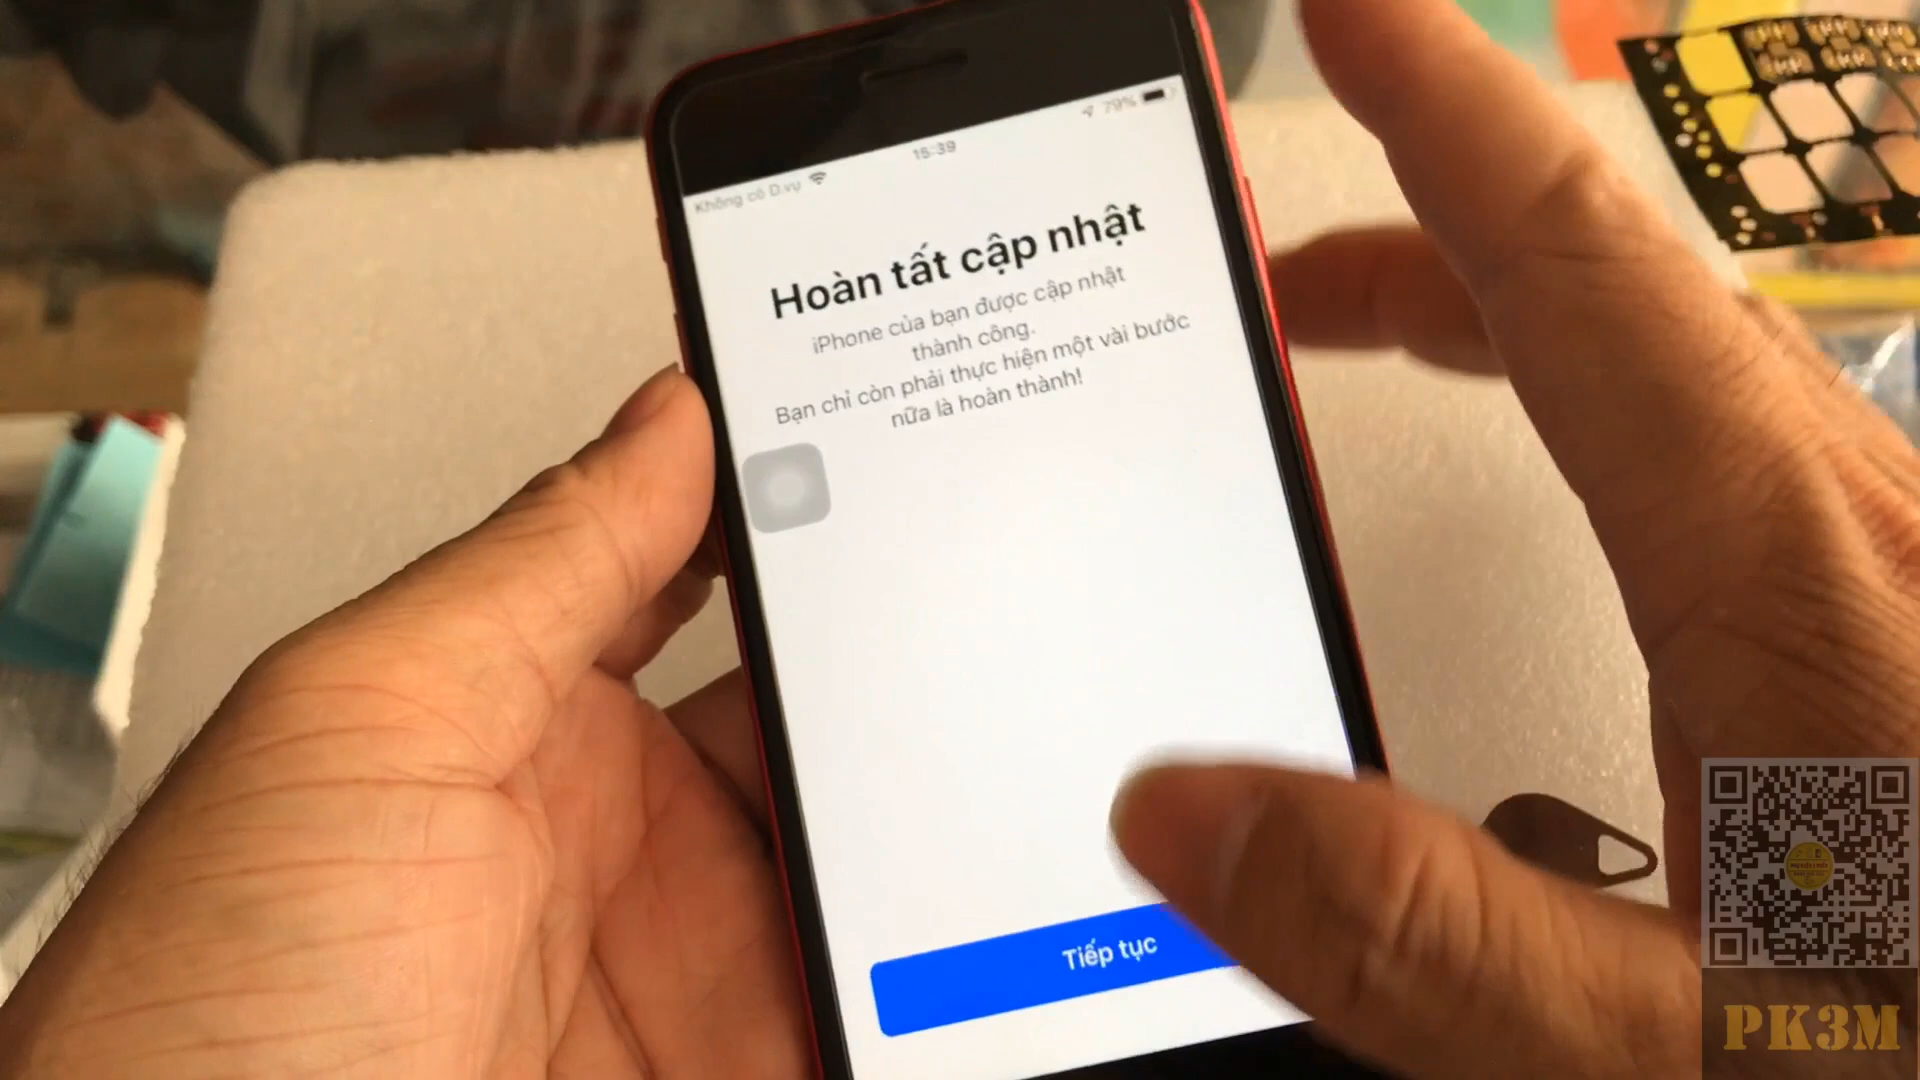 79%
15:39
Không có D.vụ
Hoàn tất cập nhật
iPhone của bạn được cập nhật
thành công.
Bạn chỉ còn phải thực hiện một vài bước
nữa là hoàn thành!
Tiếp tục
PK3M